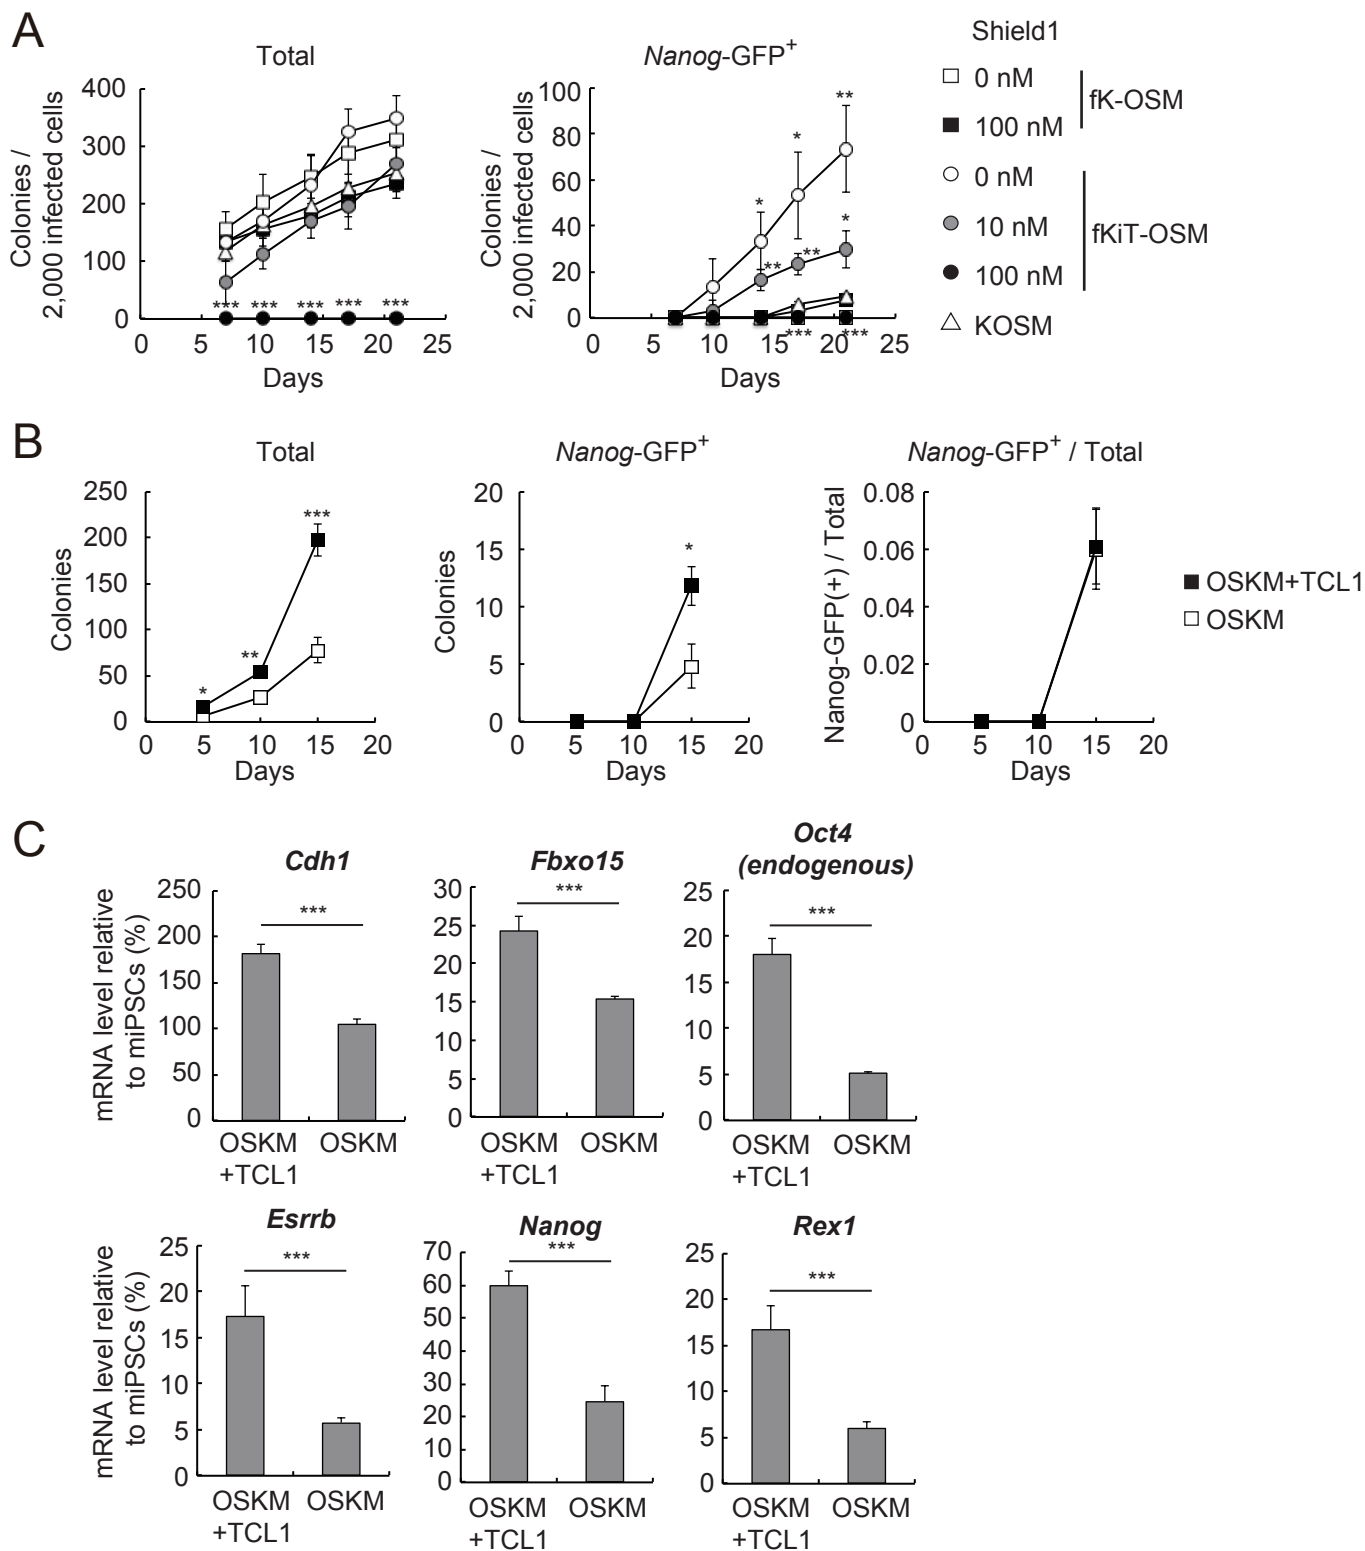 A
Total
Colonies /
2,000 infected cells
400
300
200
100
0
*** *** *** *** ***
0 5 10 15 20 25
Days
Nanog-GFP+
Colonies /
2,000 infected cells
100
80
60
40
20
0
**
*
*
*
** **
*** ***
0 5 10 15 20 25
Days
Shield1
0 nM
100 nM
fK-OSM
0 nM
10 nM
100 nM
fKiT-OSM
KOSM
B
Total
Colonies
250
200
150
100
50
0
***
**
*
0 5 10 15 20
Days
Nanog-GFP+
Colonies
20
15
10
5
0
*
0 5 10 15 20
Days
Nanog-GFP+ / Total
Nanog-GFP(+) / Total
0.08
0.06
0.04
0.02
0
0 5 10 15 20
Days
OSKM+TCL1
OSKM
C
mRNA level relative
to miPSCs (%)
Cdh1
250
200
150
100
50
0
***
OSKM
+TCL1
OSKM
Fbxo15
30
25
20
15
10
5
0
***
OSKM
+TCL1
OSKM
Oct4
(endogenous)
25
20
15
10
5
0
***
OSKM
+TCL1
OSKM
mRNA level relative
to miPSCs (%)
Esrrb
25
20
15
10
5
0
***
OSKM
+TCL1
OSKM
Nanog
70
60
50
40
30
20
10
0
***
OSKM
+TCL1
OSKM
Rex1
25
20
15
10
5
0
***
OSKM
+TCL1
OSKM